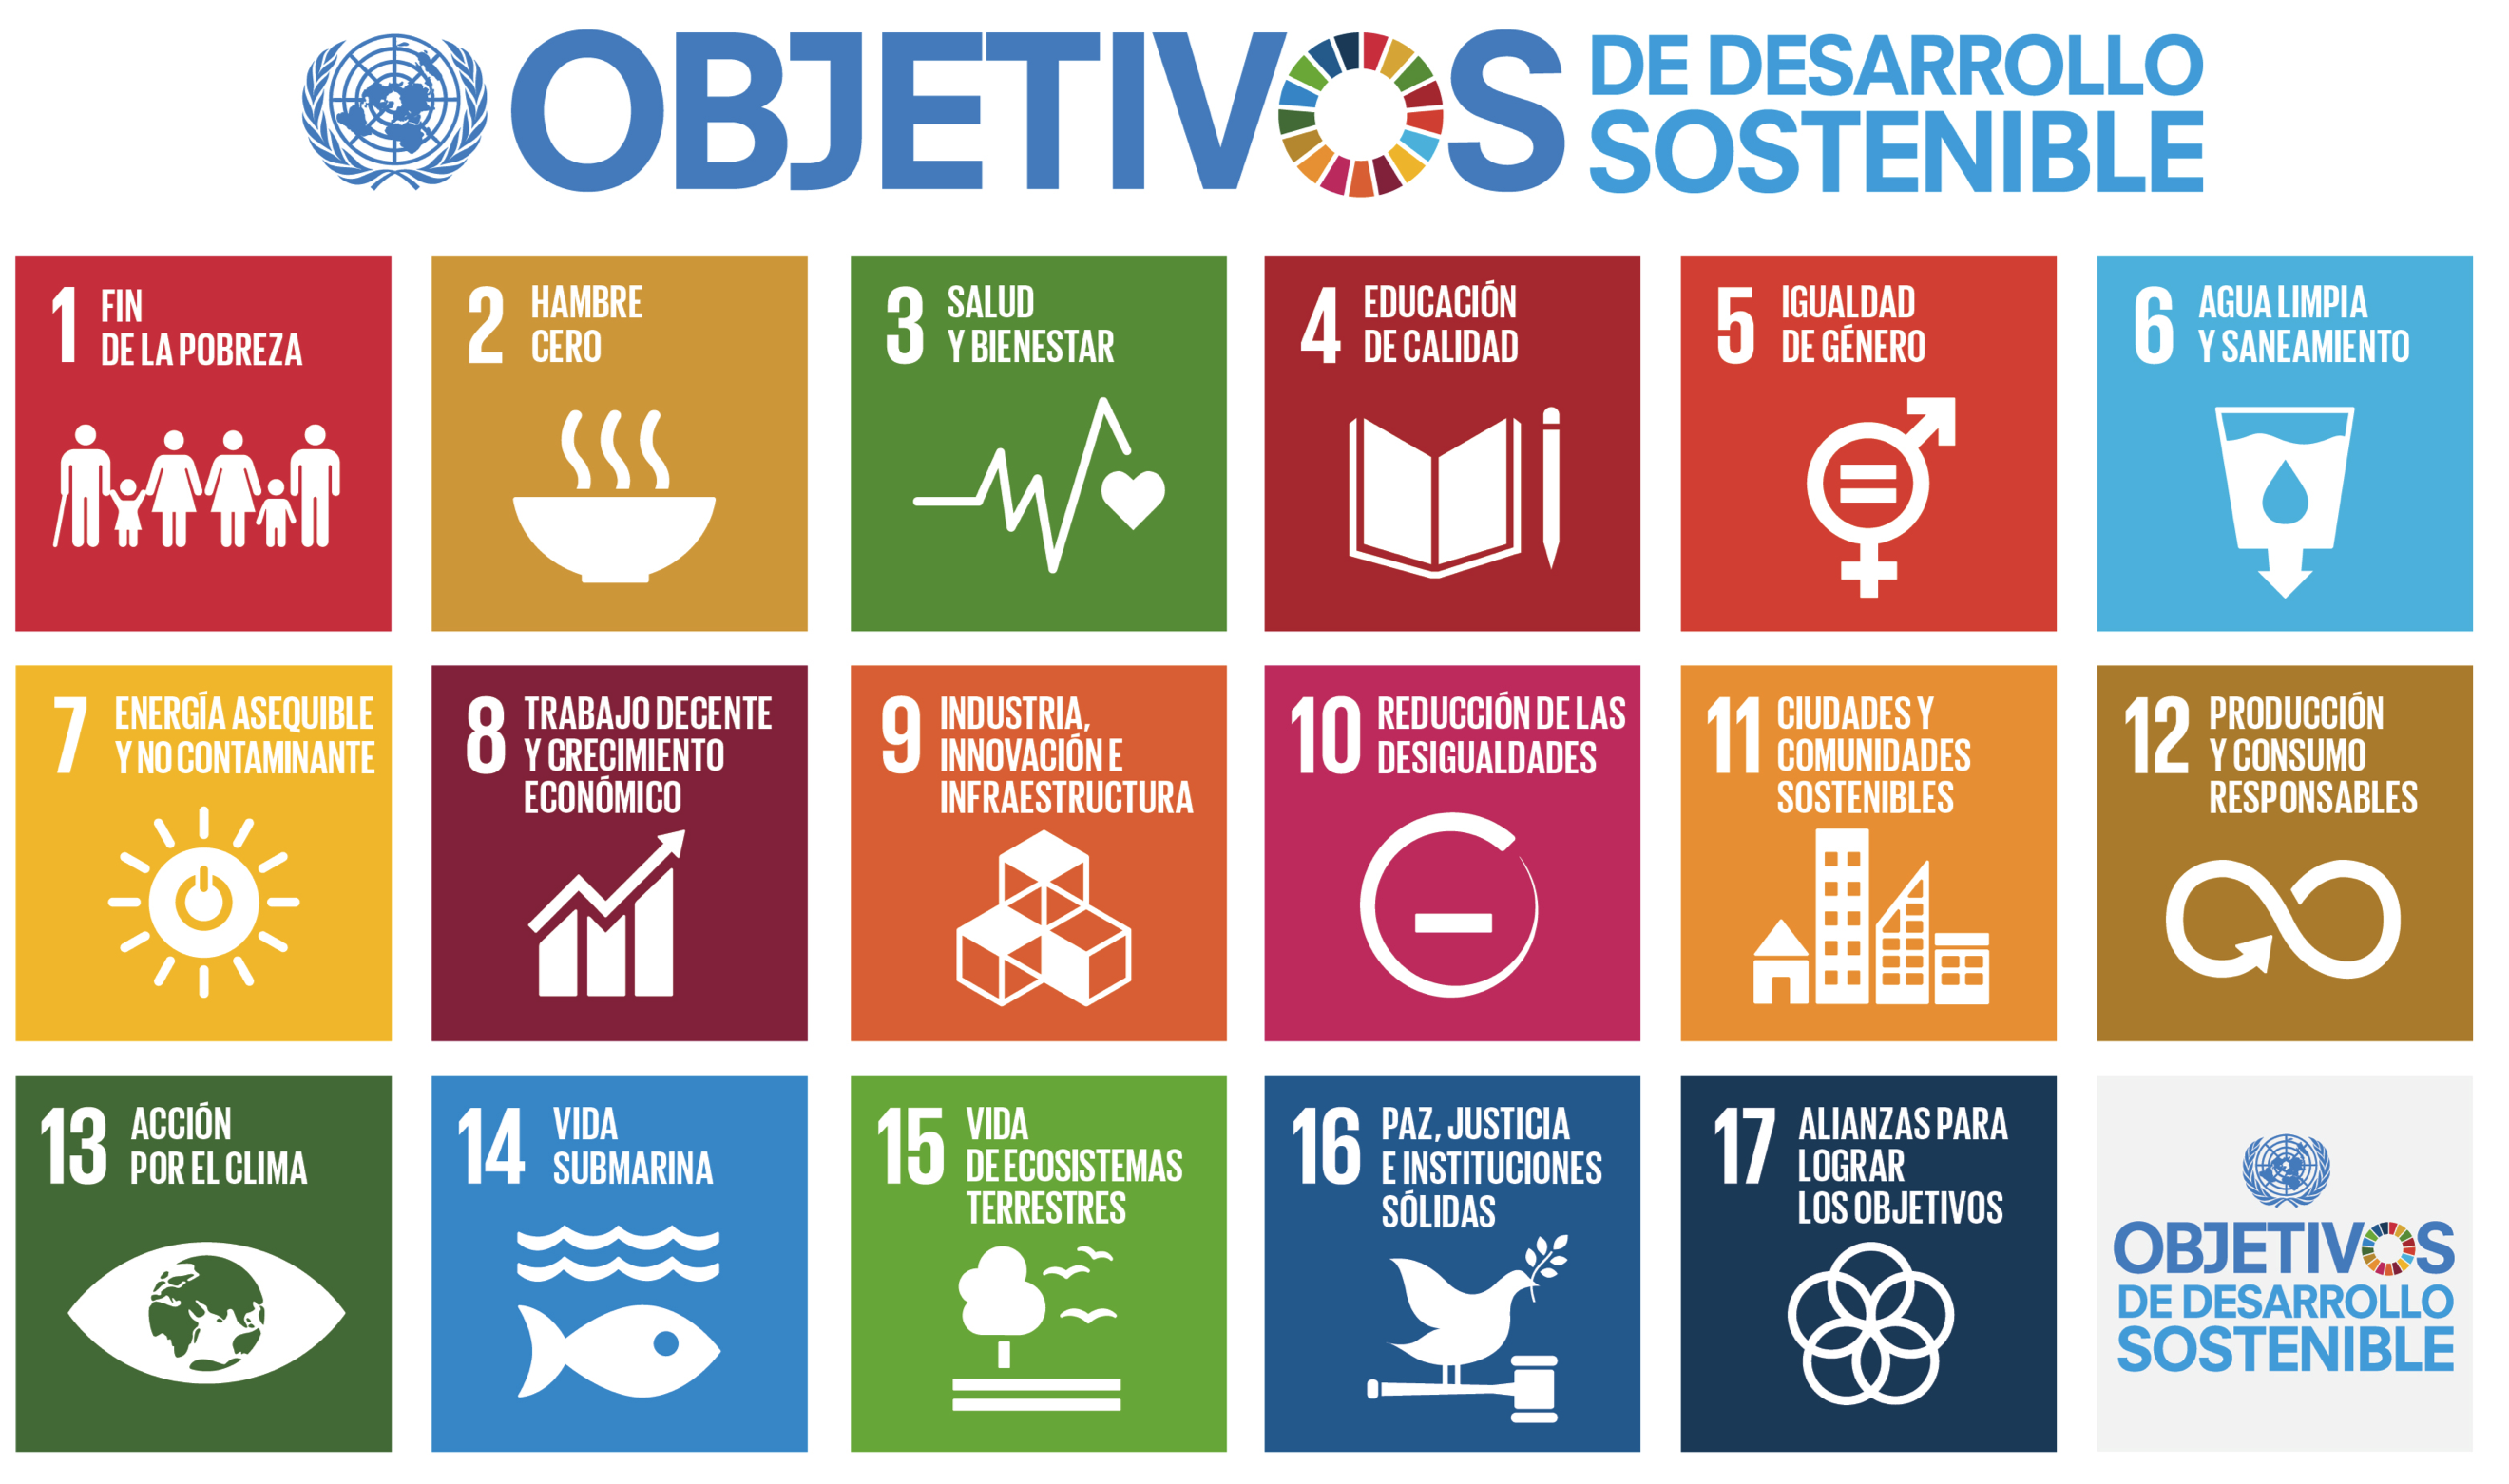 OBJETIVOS
DE DESARROLLO
SOSTENIBLE
1 FIN
DE LA POBREZA
2 HAMBRE
CERO
3 SALUD
Y BIENESTAR
4 EDUCACIÓN
DE CALIDAD
5 IGUALDAD
DE GÉNERO
6 AGUA LIMPIA
Y SANEAMIENTO
7 ENERGÍA ASEQUIBLE
Y NO CONTAMINANTE
8 TRABAJO DECENTE
Y CRECIMIENTO
ECONÓMICO
9 INDUSTRIA,
INNOVACIÓN E
INFRAESTRUCTURA
10 REDUCCIÓN DE LAS
DESIGUALDADES
11 CIUDADES Y
COMUNIDADES
SOSTENIBLES
12 PRODUCCIÓN
Y CONSUMO
RESPONSABLES
13 ACCIÓN
POR EL CLIMA
14 VIDA
SUBMARINA
15 VIDA
DE ECOSISTEMAS
TERRESTRES
16 PAZ, JUSTICIA
E INSTITUCIONES
SÓLIDAS
17 ALIANZAS PARA
LOGRAR
LOS OBJETIVOS
OBJETIVOS
DE DESARROLLO
SOSTENIBLE